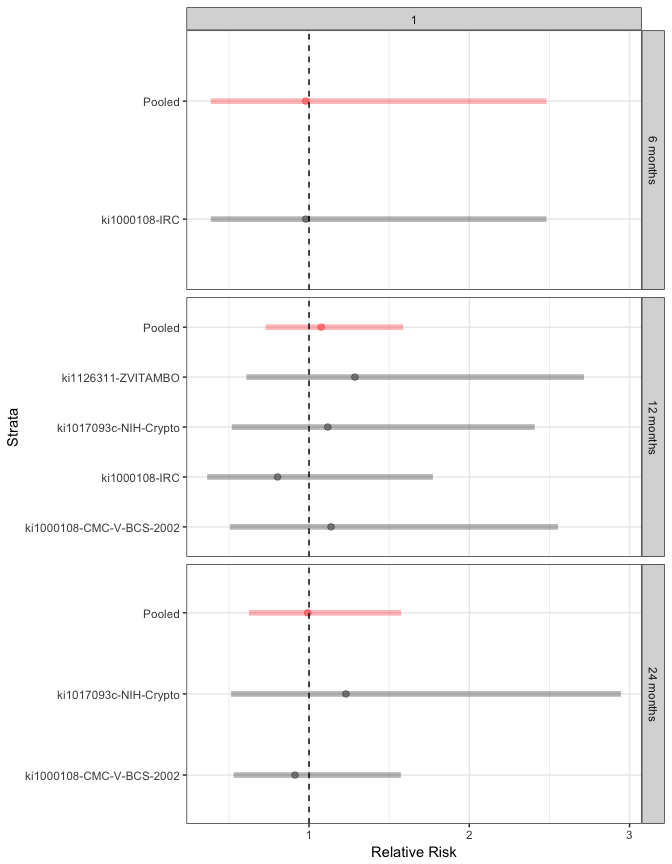 1
Pooled
ki1000108-IRC
6 months
Pooled
ki1126311-ZVITAMBO
ki1017093c-NIH-Crypto
ki1000108-IRC
ki1000108-CMC-V-BCS-2002
12 months
Pooled
ki1017093c-NIH-Crypto
ki1000108-CMC-V-BCS-2002
24 months
Strata
1 2 3
Relative Risk